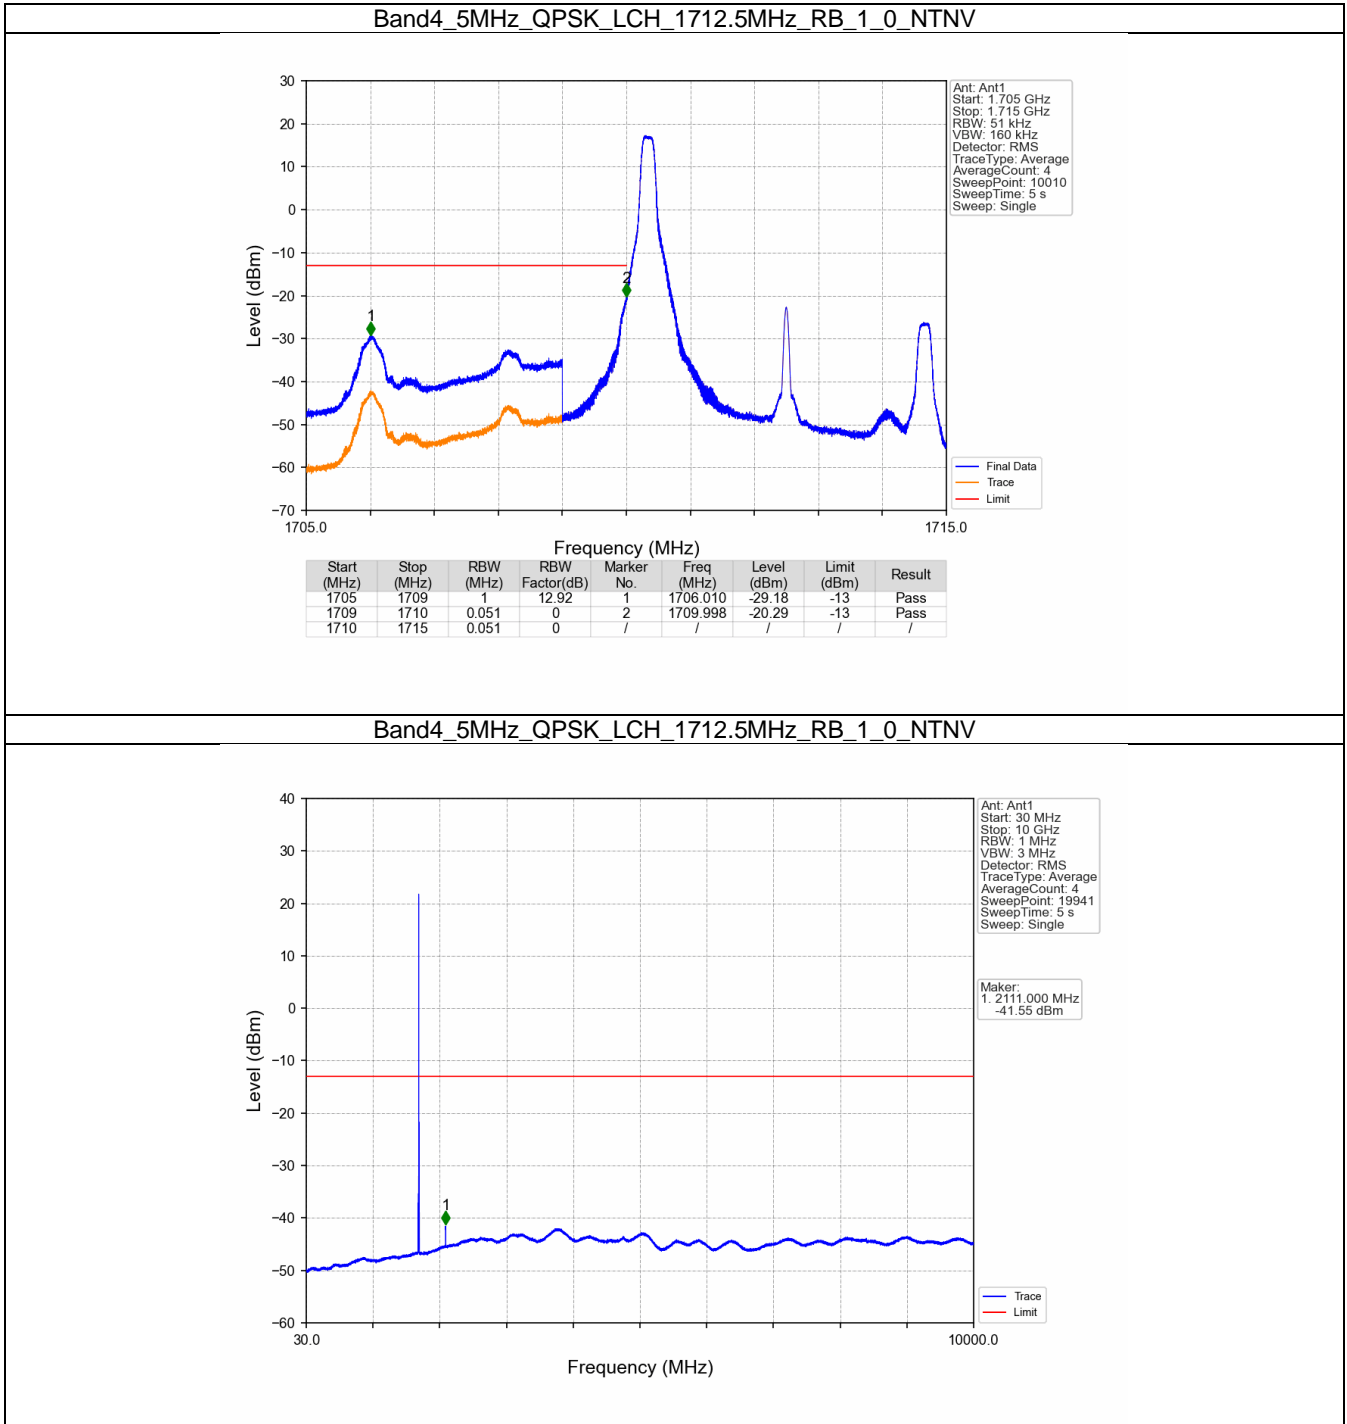 Band4_5MHz_QPSK_LCH_1712.5MHz_RB_1_0_NTNV
30
20
10
0
−10
−20
−30
−40
−50
−60
−70
Level (dBm)
1
2
1705.0
1715.0
Frequency (MHz)
Ant: Ant1
Start: 1.705 GHz
Stop: 1.715 GHz
RBW: 51 kHz
VBW: 160 kHz
Detector: RMS
TraceType: Average
AverageCount: 4
SweepPoint: 10010
SweepTime: 5 s
Sweep: Single
Final Data
Trace
Limit
Start (MHz) Stop (MHz) RBW (MHz) RBW Factor(dB) Marker No. Freq (MHz) Level (dBm) Limit (dBm) Result
1705 1709 1 12.92 1 1706.010 -29.18 -13 Pass
1709 1710 0.051 0 2 1709.998 -20.29 -13 Pass
1710 1715 0.051 0 / / / / /
Band4_5MHz_QPSK_LCH_1712.5MHz_RB_1_0_NTNV
40
30
20
10
0
−10
−20
−30
−40
−50
−60
Level (dBm)
1
30.0
10000.0
Frequency (MHz)
Ant: Ant1
Start: 30 MHz
Stop: 10 GHz
RBW: 1 MHz
VBW: 3 MHz
Detector: RMS
TraceType: Average
AverageCount: 4
SweepPoint: 19941
SweepTime: 5 s
Sweep: Single
Maker:
1. 2111.000 MHz
-41.55 dBm
Trace
Limit